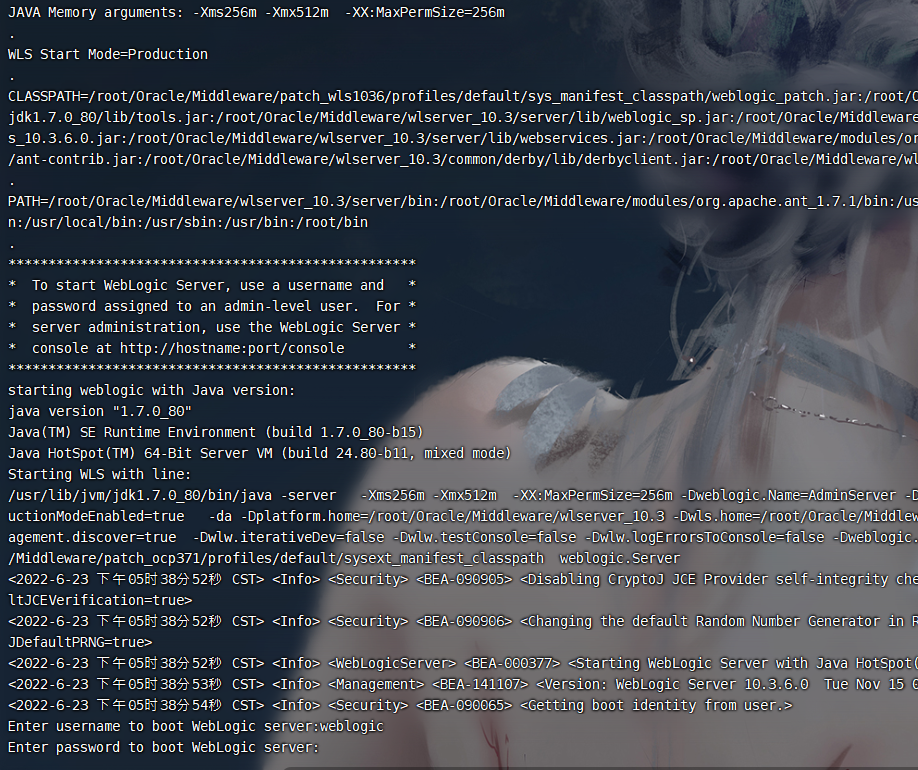 JAVA Memory arguments: -Xms256m -Xmx512m  -XX:MaxPermSize=256m
.
WLS Start Mode=Production
.
CLASSPATH=/root/Oracle/Middleware/patch_wls1036/profiles/default/sys_manifest_classpath/weblogic_patch.jar:/root/O
jdk1.7.0_80/lib/tools.jar:/root/Oracle/Middleware/wlserver_10.3/server/lib/weblogic_sp.jar:/root/Oracle/Middleware
s_10.3.6.0.jar:/root/Oracle/Middleware/wlserver_10.3/server/lib/webservices.jar:/root/Oracle/Middleware/modules/or
/ant-contrib.jar:/root/Oracle/Middleware/wlserver_10.3/common/derby/lib/derbyclient.jar:/root/Oracle/Middleware/wl
.
PATH=/root/Oracle/Middleware/wlserver_10.3/server/bin:/root/Oracle/Middleware/modules/org.apache.ant_1.7.1/bin:/us
n:/usr/local/bin:/usr/sbin:/usr/bin:/root/bin
.
***************************************************
*  To start WebLogic Server, use a username and   *
*  password assigned to an admin-level user.  For *
*  server administration, use the WebLogic Server *
*  console at http://hostname:port/console        *
***************************************************
starting weblogic with Java version:
java version "1.7.0_80"
Java(TM) SE Runtime Environment (build 1.7.0_80-b15)
Java HotSpot(TM) 64-Bit Server VM (build 24.80-b11, mixed mode)
Starting WLS with line:
/usr/lib/jvm/jdk1.7.0_80/bin/java -server   -Xms256m -Xmx512m  -XX:MaxPermSize=256m -Dweblogic.Name=AdminServer -D
uctionModeEnabled=true   -da -Dplatform.home=/root/Oracle/Middleware/wlserver_10.3 -Dwls.home=/root/Oracle/Middlew
agement.discover=true  -Dwlw.iterativeDev=false -Dwlw.testConsole=false -Dwlw.logErrorsToConsole=false -Dweblogic.
/Middleware/patch_ocp371/profiles/default/sysext_manifest_classpath  weblogic.Server
<2022-6-23 下午05时38分52秒 CST> <Info> <Security> <BEA-090905> <Disabling CryptoJ JCE Provider self-integrity che
ltJCEVerification=true>
<2022-6-23 下午05时38分52秒 CST> <Info> <Security> <BEA-090906> <Changing the default Random Number Generator in R
JDefaultPRNG=true>
<2022-6-23 下午05时38分52秒 CST> <Info> <WebLogicServer> <BEA-000377> <Starting WebLogic Server with Java HotSpot(
<2022-6-23 下午05时38分53秒 CST> <Info> <Management> <BEA-141107> <Version: WebLogic Server 10.3.6.0  Tue Nov 15 0
<2022-6-23 下午05时38分54秒 CST> <Info> <Security> <BEA-090065> <Getting boot identity from user.>
Enter username to boot WebLogic server:weblogic
Enter password to boot WebLogic server: